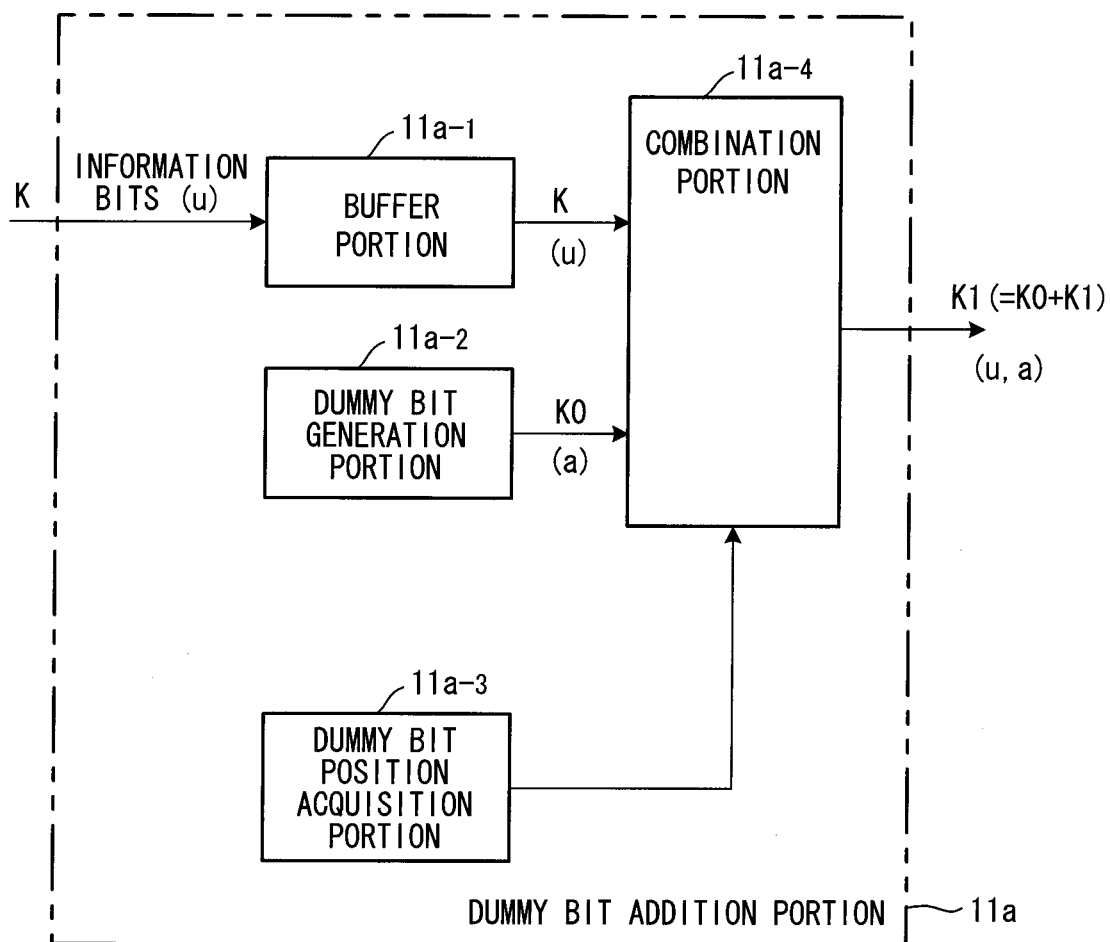 11a-4
11a-1
COMBINATION
PORTION
INFORMATION
BITS (u)
K
BUFFER
PORTION
K
(u)
K1 (=K0+K1)
(u, a)
11a-2
DUMMY BIT
GENERATION
PORTION
K0
(a)
11a-3
DUMMY BIT
POSITION
ACQUISITION
PORTION
DUMMY BIT ADDITION PORTION
11a